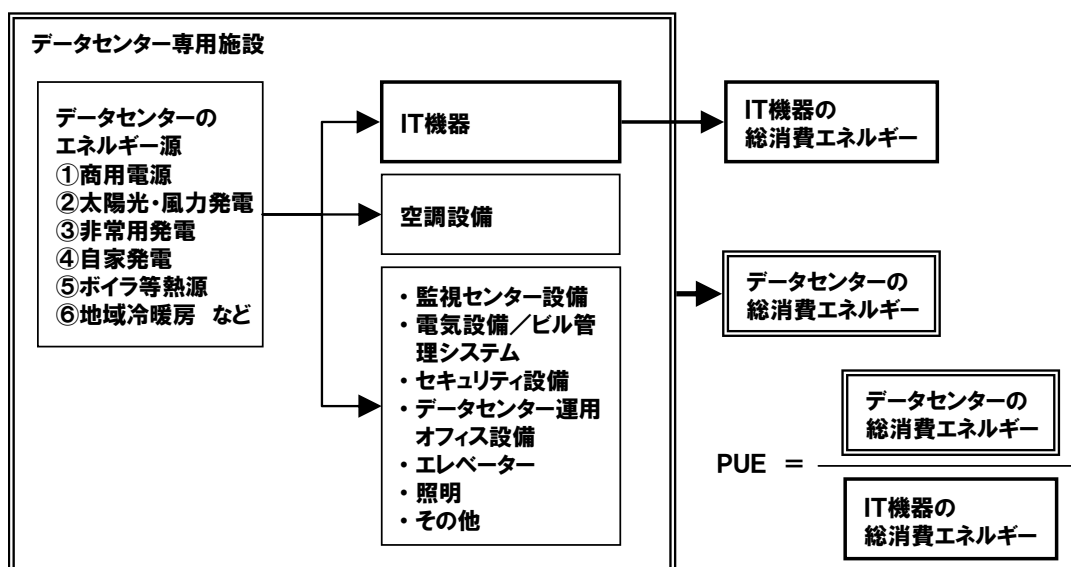 データセンター専用施設
データセンターの
エネルギー源
①商用電源
②太陽光・風力発電
③非常用発電
④自家発電
⑤ボイラ等熱源
⑥地域冷暖房 など
IT機器
空調設備
・監視センター設備
・電気設備／ビル管
理システム
・セキュリティ設備
・データセンター運用
オフィス設備
・エレベーター
・照明
・その他
IT機器の
総消費エネルギー
データセンターの
総消費エネルギー
PUE ＝
データセンターの
総消費エネルギー
IT機器の
総消費エネルギー